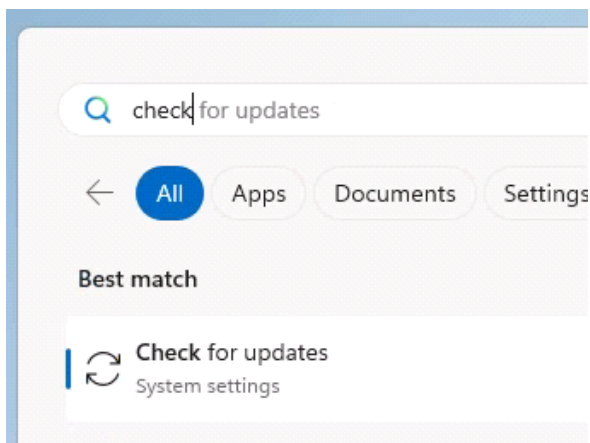 check for updates
All Apps Documents Settings
Best match
Check for updates
System settings